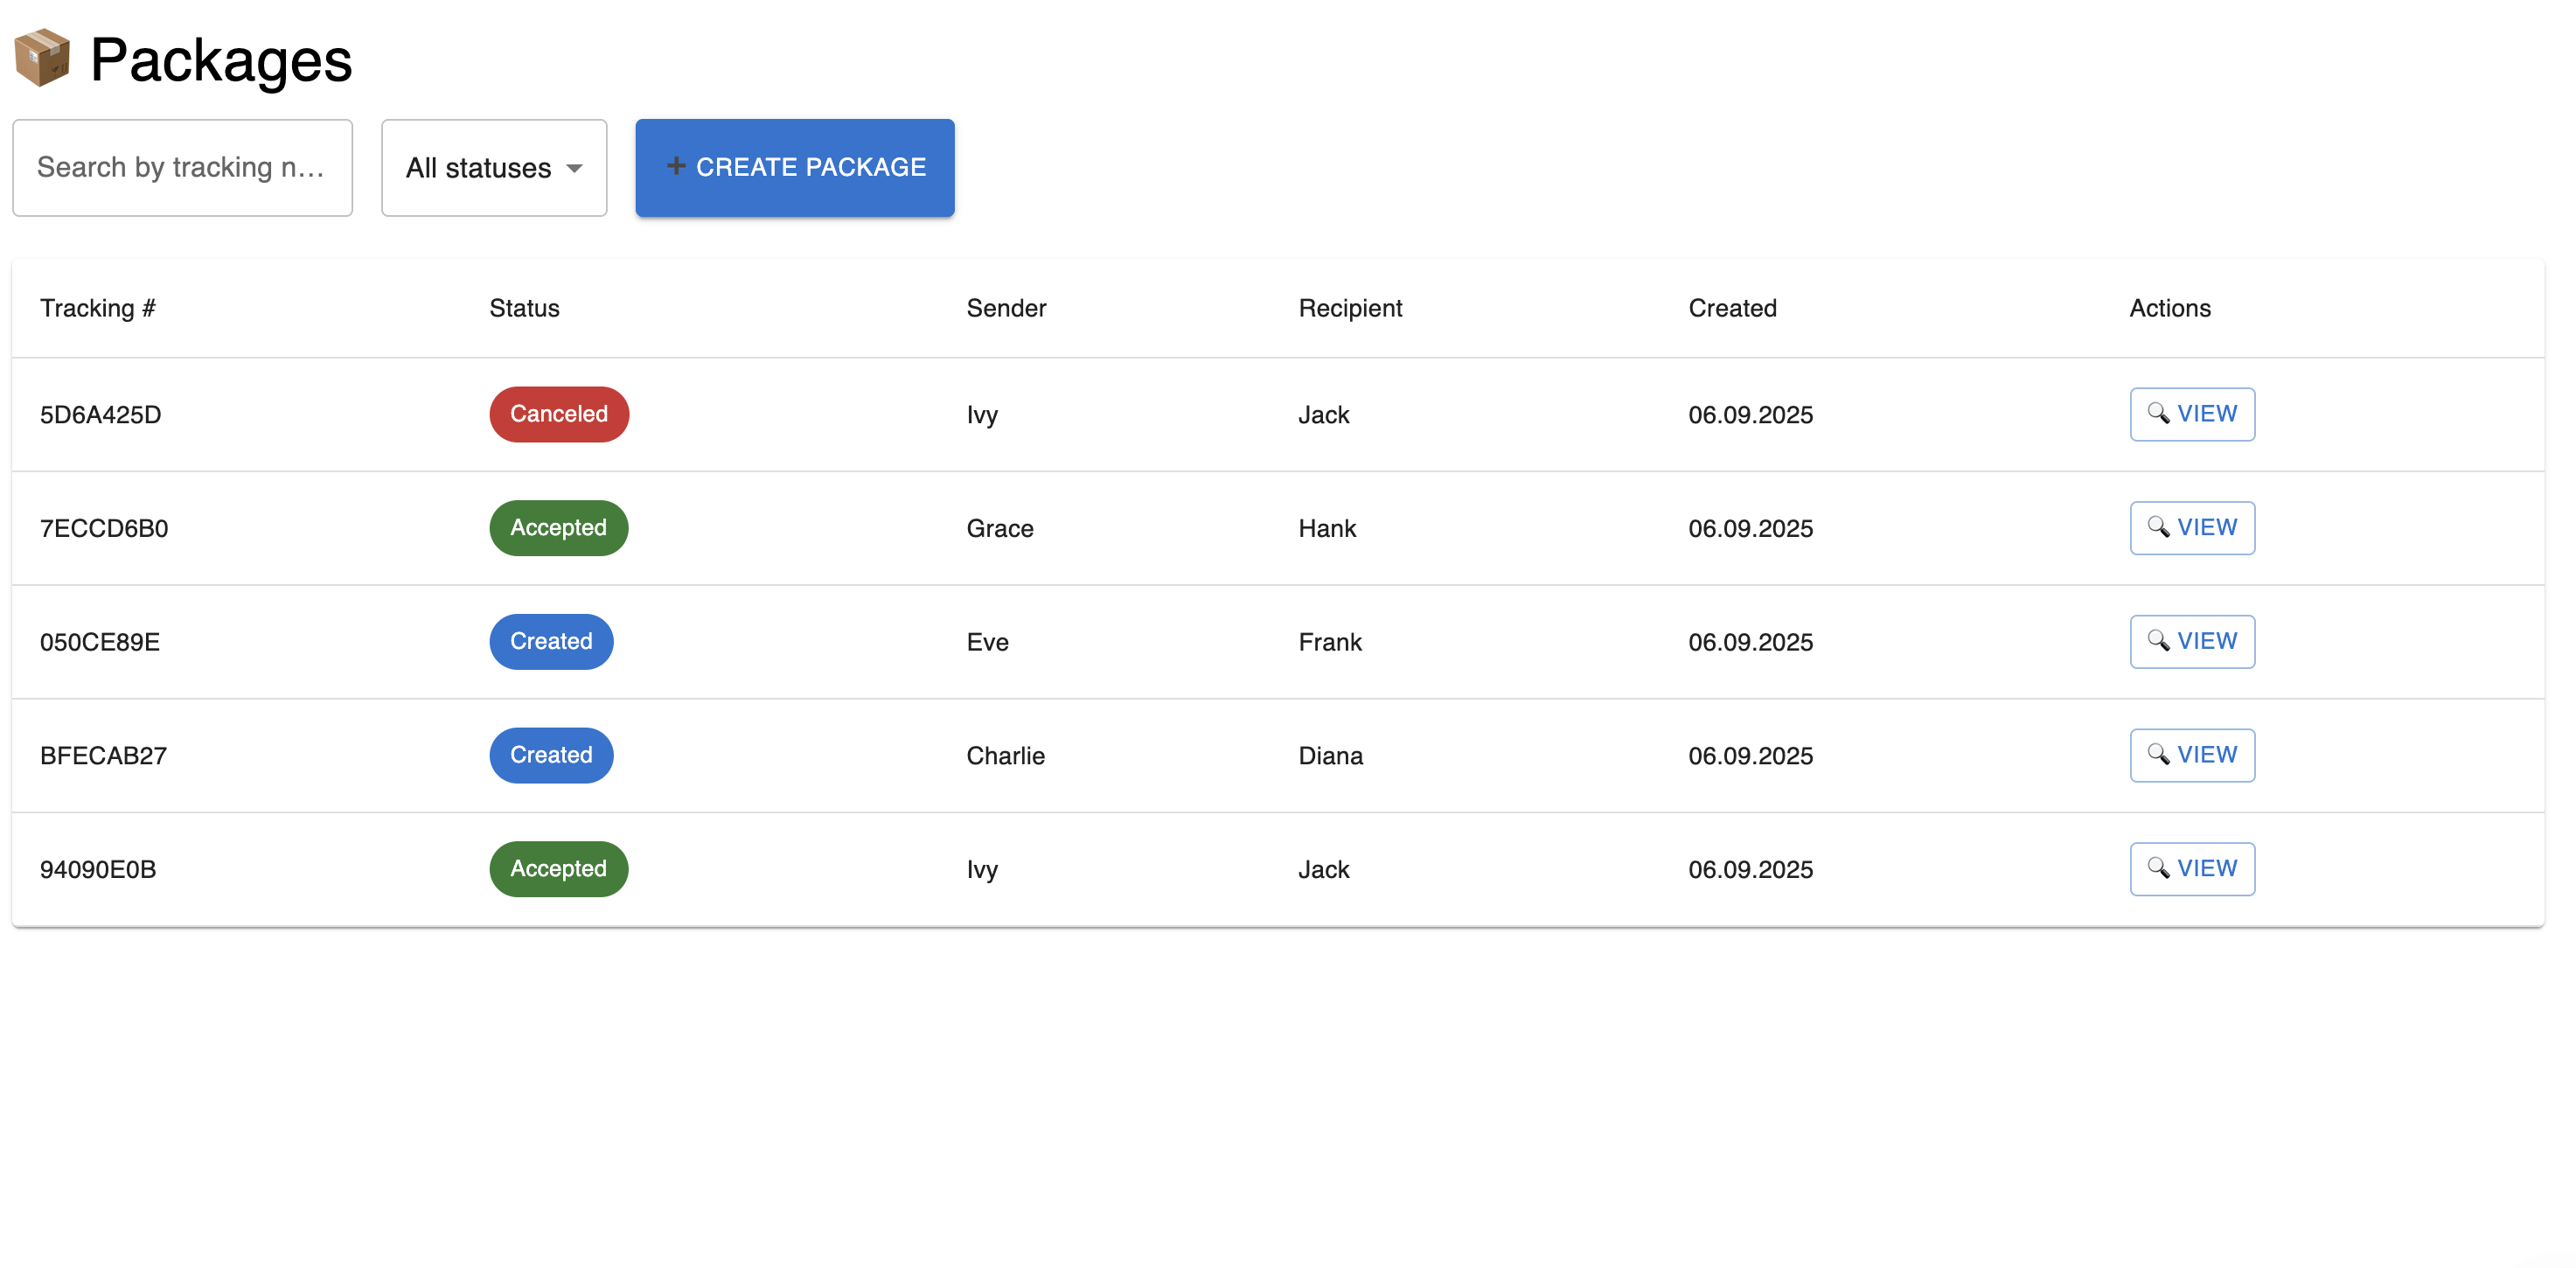 📦 Packages
Search by tracking n... All statuses + CREATE PACKAGE
Tracking # Status Sender Recipient Created Actions
5D6A425D Canceled Ivy Jack 06.09.2025 🔍 VIEW
7ECCD6B0 Accepted Grace Hank 06.09.2025 🔍 VIEW
050CE89E Created Eve Frank 06.09.2025 🔍 VIEW
BFECAB27 Created Charlie Diana 06.09.2025 🔍 VIEW
94090E0B Accepted Ivy Jack 06.09.2025 🔍 VIEW